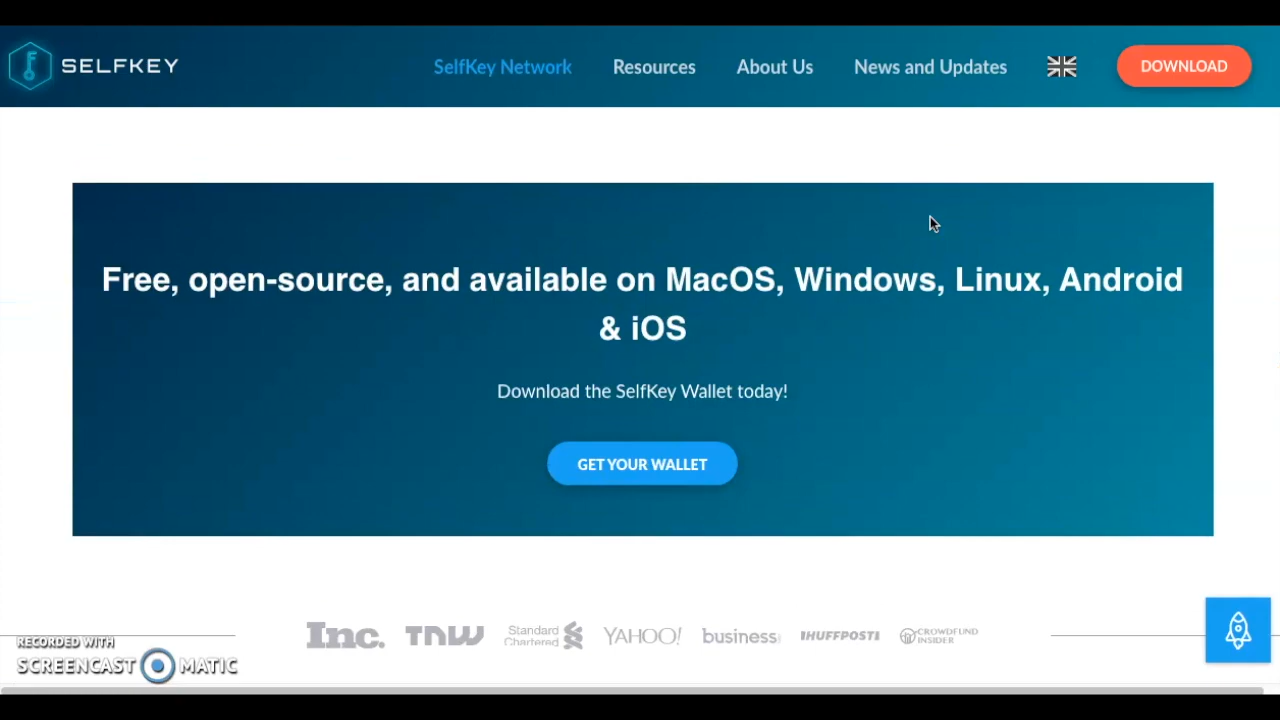 SELFKEY
SelfKey Network
Resources
About Us
News and Updates
DOWNLOAD
Free, open-source, and available on MacOS, Windows, Linux, Android
& iOS
Download the SelfKey Wallet today!
GET YOUR WALLET
Inc.
TNW
Standard
Chartered
YAHOO!
business
IHUFFPOSTI
CROWDFUND
INSIDER
RECORDED WITH
SCREENCAST MATIC